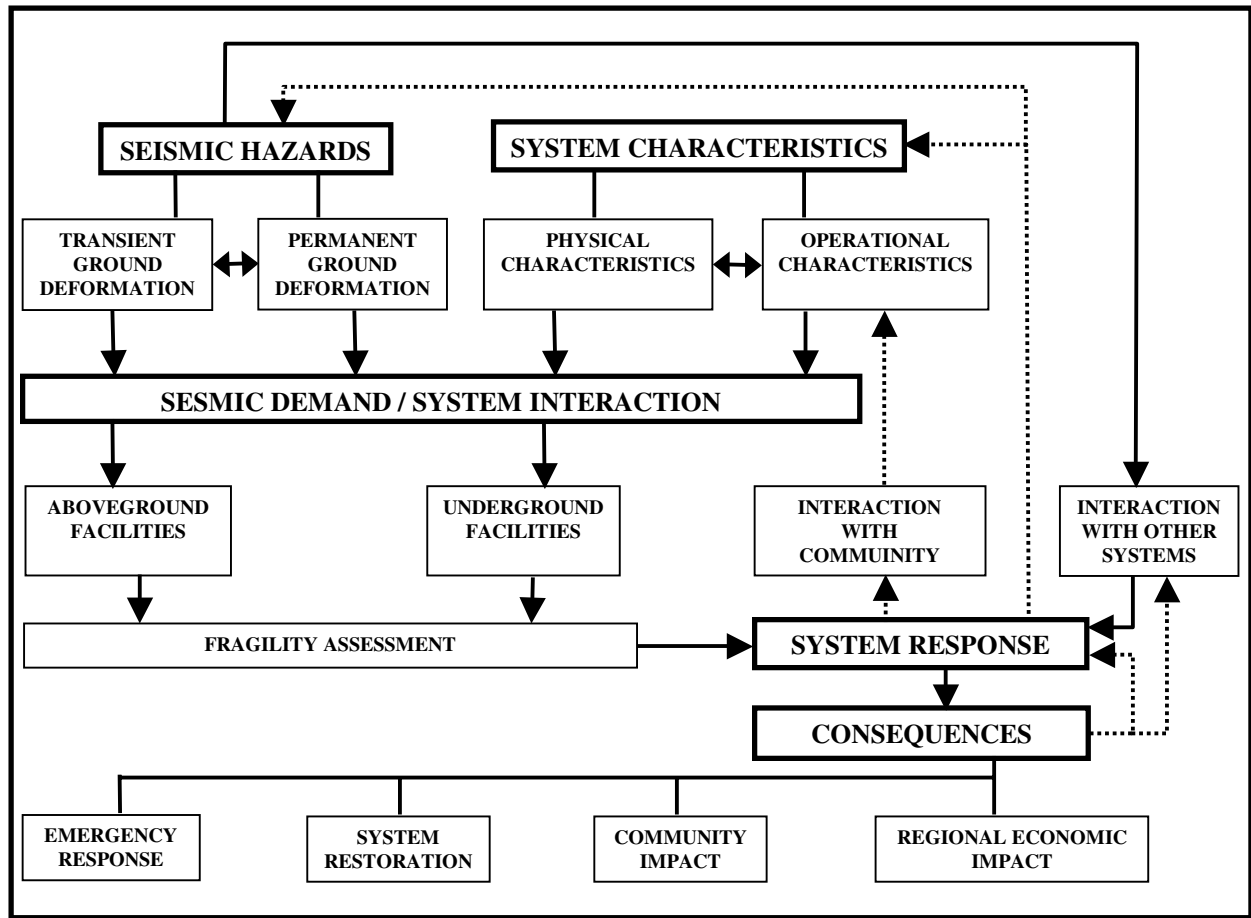 SEISMIC HAZARDS
SYSTEM CHARACTERISTICS
TRANSIENT
GROUND
DEFORMATION
PERMANENT
GROUND
DEFORMATION
PHYSICAL
CHARACTERISTICS
OPERATIONAL
CHARACTERISTICS
SESMIC DEMAND / SYSTEM INTERACTION
ABOVEGROUND
FACILITIES
UNDERGROUND
FACILITIES
INTERACTION
WITH
COMMUINITY
INTERACTION
WITH OTHER
SYSTEMS
FRAGILITY ASSESSMENT
SYSTEM RESPONSE
CONSEQUENCES
EMERGENCY
RESPONSE
SYSTEM
RESTORATION
COMMUNITY
IMPACT
REGIONAL ECONOMIC
IMPACT